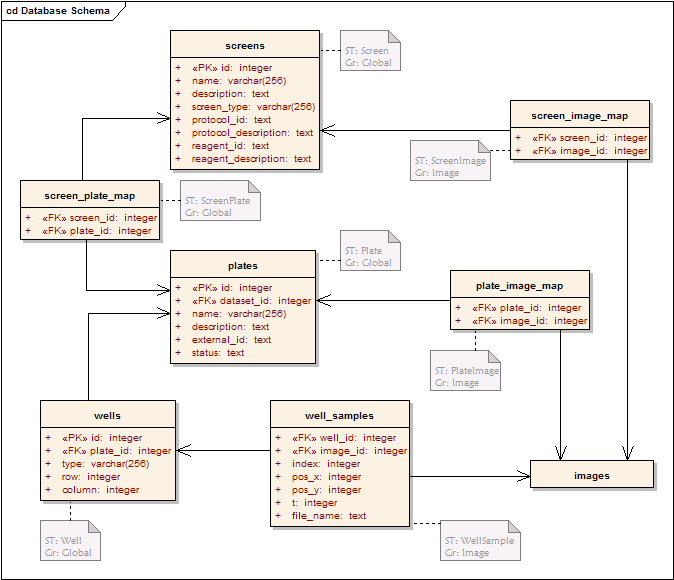 cd Database Schema
screens
+ «PK» id: integer
+ name: varchar(256)
+ description: text
+ screen_type: varchar(256)
+ protocol_id: text
+ protocol_description: text
+ reagent_id: text
+ reagent_description: text
ST: Screen
Gr: Global
screen_image_map
+ «FK» screen_id: integer
+ «FK» image_id: integer
ST: ScreenImage
Gr: Image
screen_plate_map
+ «FK» screen_id: integer
+ «FK» plate_id: integer
ST: ScreenPlate
Gr: Global
plates
+ «PK» id: integer
+ «FK» dataset_id: integer
+ name: varchar(256)
+ description: text
+ external_id: text
+ status: text
ST: Plate
Gr: Global
plate_image_map
+ «FK» plate_id: integer
+ «FK» image_id: integer
ST: PlateImage
Gr: Image
wells
+ «PK» id: integer
+ «FK» plate_id: integer
+ type: varchar(256)
+ row: integer
+ column: integer
ST: Well
Gr: Global
well_samples
+ «FK» well_id: integer
+ «FK» image_id: integer
+ index: integer
+ pos_x: integer
+ pos_y: integer
+ t: integer
+ file_name: text
ST: WellSample
Gr: Image
images